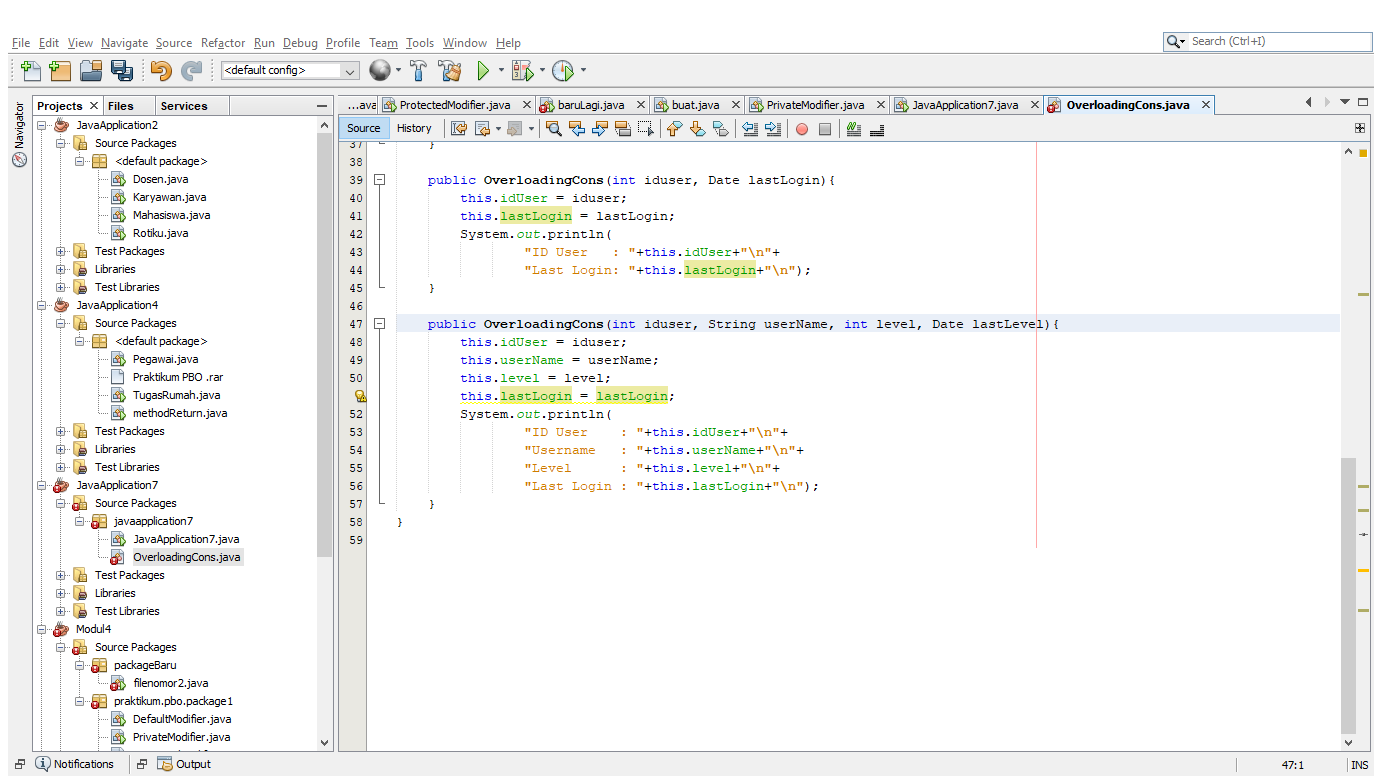 File Edit View Navigate Source Refactor Run Debug Profile Team Tools Window Help
Search (Ctrl+I)
<default config>
Navigator
Projects Files Services
JavaApplication2
Source Packages
<default package>
Dosen.java
Karyawan.java
Mahasiswa.java
Rotiku.java
Test Packages
Libraries
Test Libraries
JavaApplication4
Source Packages
<default package>
Pegawai.java
Praktikum PBO .rar
TugasRumah.java
methodReturn.java
Test Packages
Libraries
Test Libraries
JavaApplication7
Source Packages
javaapplication7
JavaApplication7.java
OverloadingCons.java
Test Packages
Libraries
Test Libraries
Modul4
Source Packages
packageBaru
filenomor2.java
praktikum.pbo.package1
DefaultModifier.java
PrivateModifier.java
...ava ProtectedModifier.java baruLagi.java buat.java PrivateModifier.java JavaApplication7.java OverloadingCons.java
Source History
37 }
38
39 public OverloadingCons(int iduser, Date lastLogin){
40 this.idUser = iduser;
41 this.lastLogin = lastLogin;
42 System.out.println(
43 "ID User   : "+this.idUser+"\n"+
44 "Last Login: "+this.lastLogin+"\n");
45 }
46
47 public OverloadingCons(int iduser, String userName, int level, Date lastLevel){
48 this.idUser = iduser;
49 this.userName = userName;
50 this.level = level;
this.lastLogin = lastLogin;
52 System.out.println(
53 "ID User    : "+this.idUser+"\n"+
54 "Username   : "+this.userName+"\n"+
55 "Level      : "+this.level+"\n"+
56 "Last Login : "+this.lastLogin+"\n");
57 }
58 }
59
Notifications Output
47:1 INS